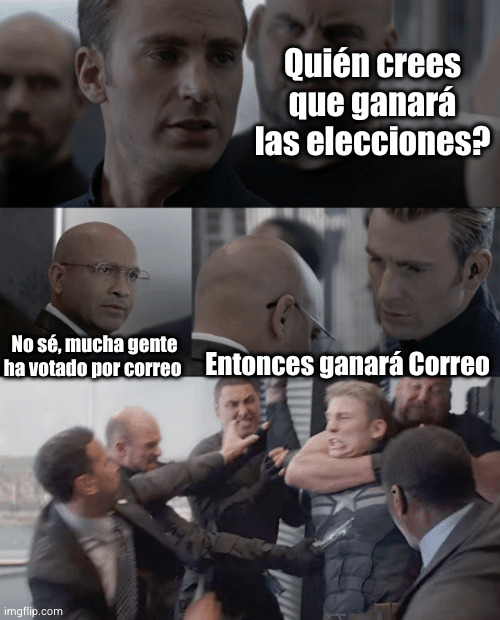 Quién crees
que ganará
las elecciones?
No sé, mucha gente
ha votado por correo
Entonces ganará Correo
imgflip.com